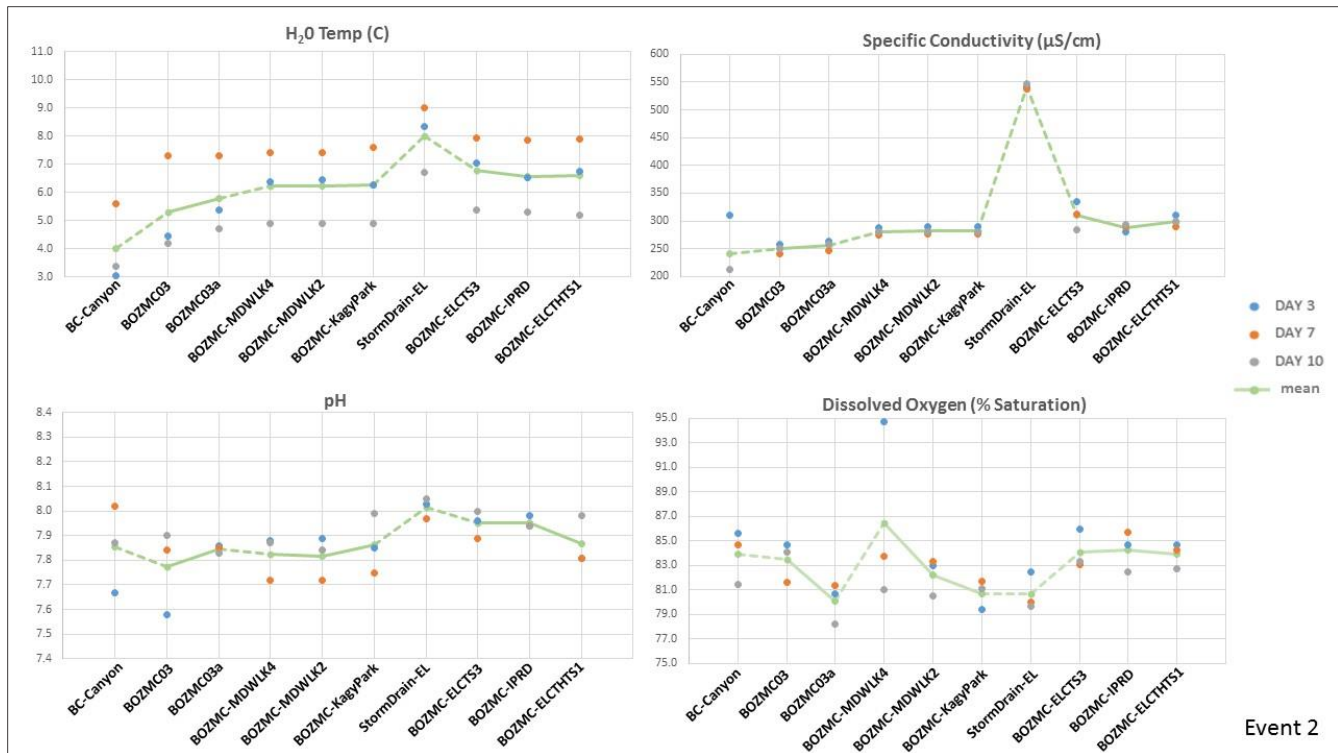 H₂0 Temp (C)
11.0
10.0
9.0
8.0
7.0
6.0
5.0
4.0
3.0
BC-Canyon
BOZMC03
BOZMC03a
BOZMC-MDWLK4
BOZMC-MDWLK2
BOZMC-KagyPark
StormDrain-EL
BOZMC-ELCTS3
BOZMC-IPRD
BOZMC-ELCTHTS1
Specific Conductivity (µS/cm)
600
550
500
450
400
350
300
250
200
BC-Canyon
BOZMC03
BOZMC03a
BOZMC-MDWLK4
BOZMC-MDWLK2
BOZMC-KagyPark
StormDrain-EL
BOZMC-ELCTS3
BOZMC-IPRD
BOZMC-ELCTHTS1
DAY 3
DAY 7
DAY 10
mean
pH
8.4
8.3
8.2
8.1
8.0
7.9
7.8
7.7
7.6
7.5
7.4
BC-Canyon
BOZMC03
BOZMC03a
BOZMC-MDWLK4
BOZMC-MDWLK2
BOZMC-KagyPark
StormDrain-EL
BOZMC-ELCTS3
BOZMC-IPRD
BOZMC-ELCTHTS1
Dissolved Oxygen (% Saturation)
95.0
93.0
91.0
89.0
87.0
85.0
83.0
81.0
79.0
77.0
75.0
BC-Canyon
BOZMC03
BOZMC03a
BOZMC-MDWLK4
BOZMC-MDWLK2
BOZMC-KagyPark
StormDrain-EL
BOZMC-ELCTS3
BOZMC-IPRD
BOZMC-ELCTHTS1
Event 2